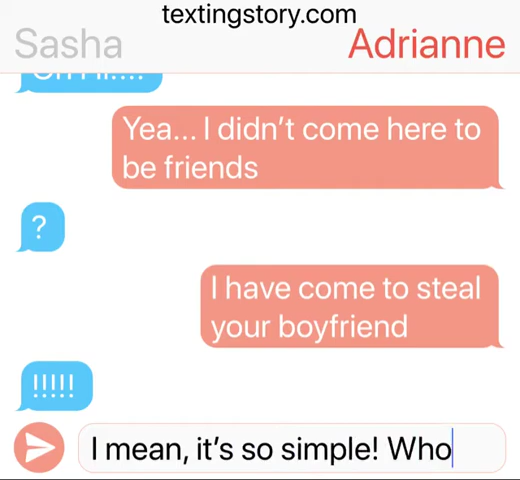 textingstory.com
Sasha
Adrianne
Yea... I didn't come here to
be friends
?
I have come to steal
your boyfriend
!!!!!
I mean, it's so simple! Who